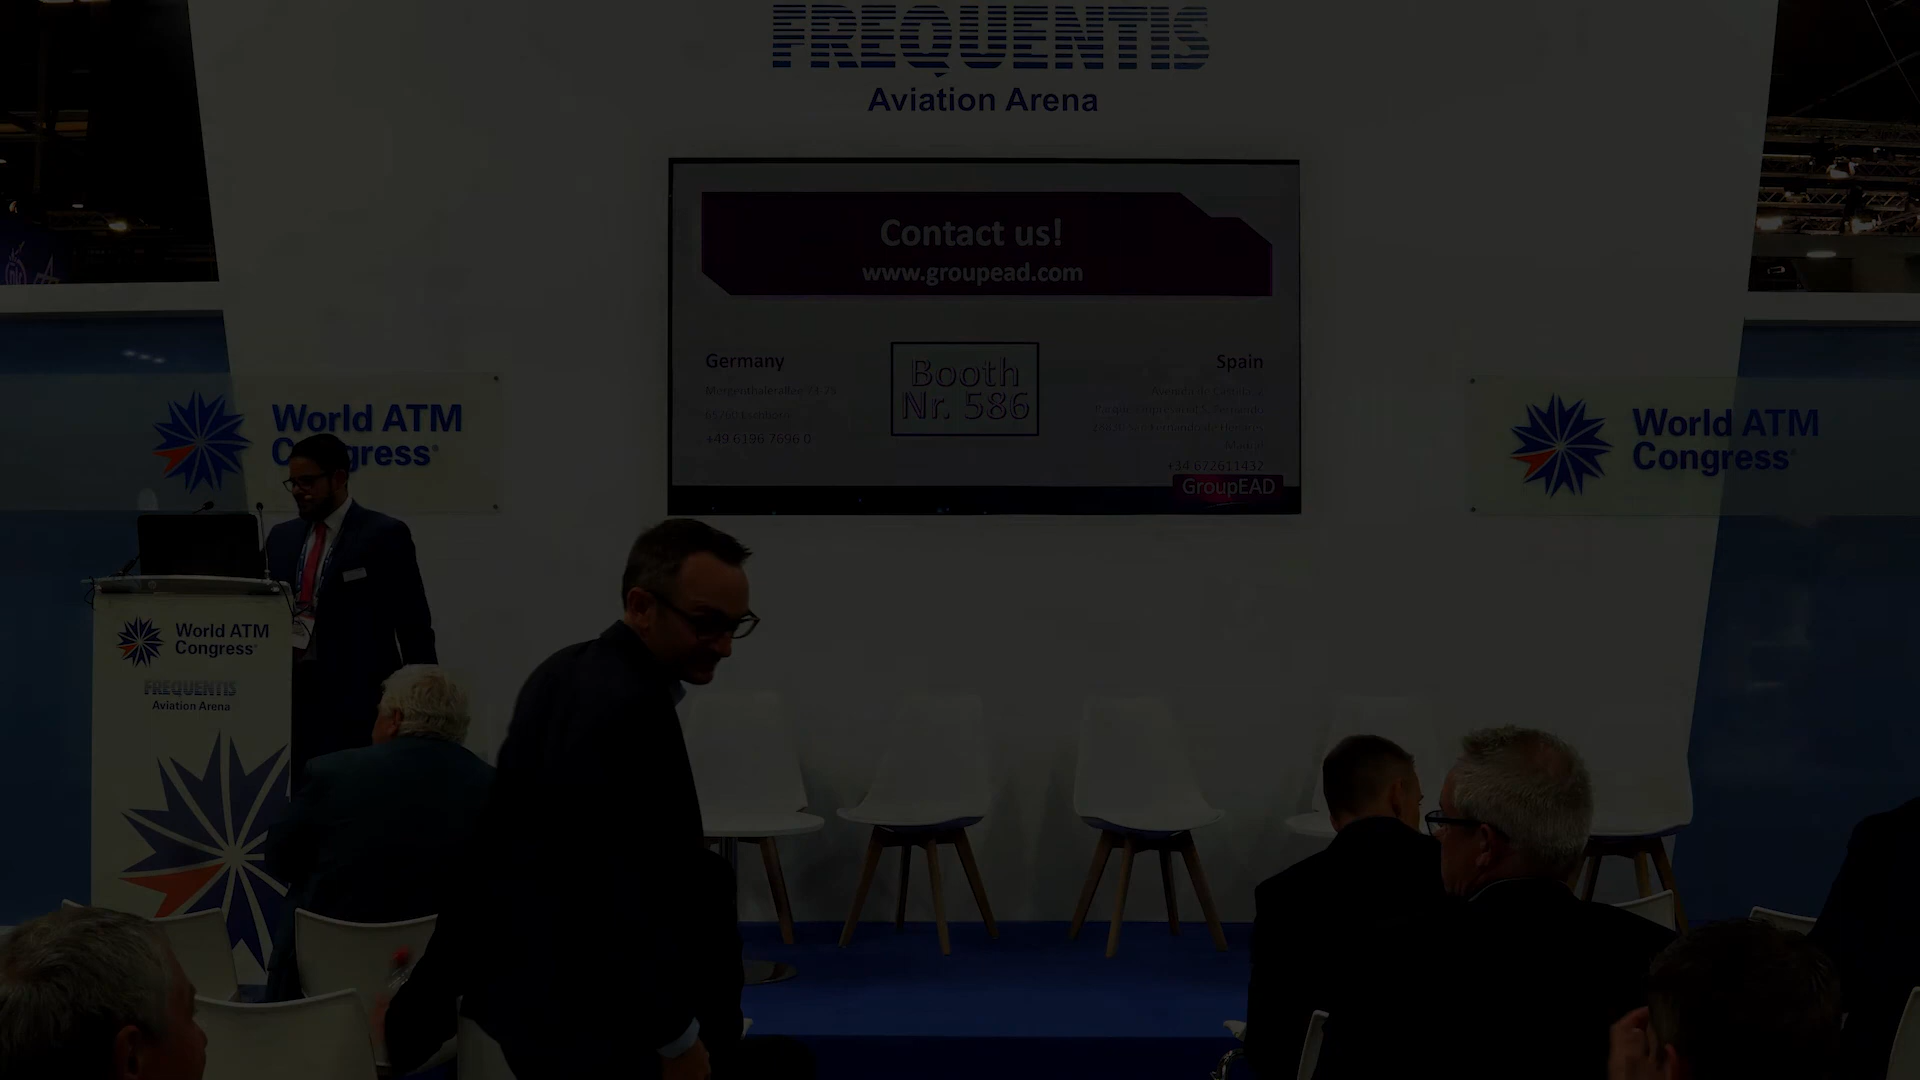 FREQUENTIS
Aviation Arena
Contact us!
www.groupead.com
Germany
+49 6196 7696 0
Booth
Nr. 586
Spain
+34 672611432
GroupEAD
World ATM
Congress
World ATM
Congress
World ATM
Congress
FREQUENTIS
Aviation Arena